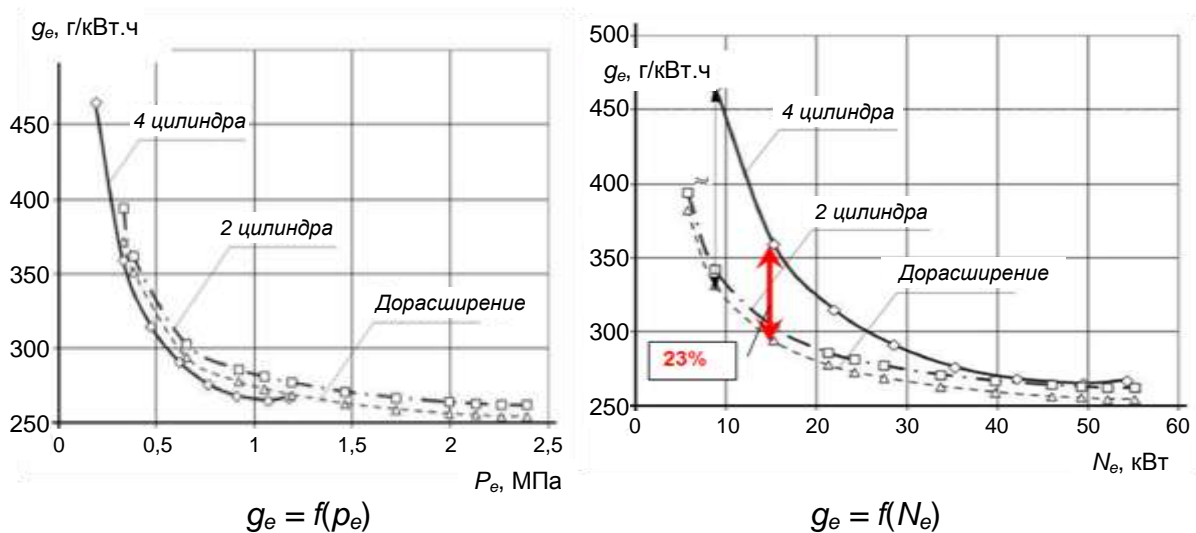 gₑ, г/кВт.ч
450
400
350
300
250
0
0,5
1
1,5
2
2,5
4 цилиндра
2 цилиндра
Дорасширение
Pₑ, МПа
gₑ = f(pₑ)
500
gₑ, г/кВт.ч
450
400
350
300
250
0
10
20
30
40
50
60
4 цилиндра
2 цилиндра
Дорасширение
23%
Nₑ, кВт
gₑ = f(Nₑ)